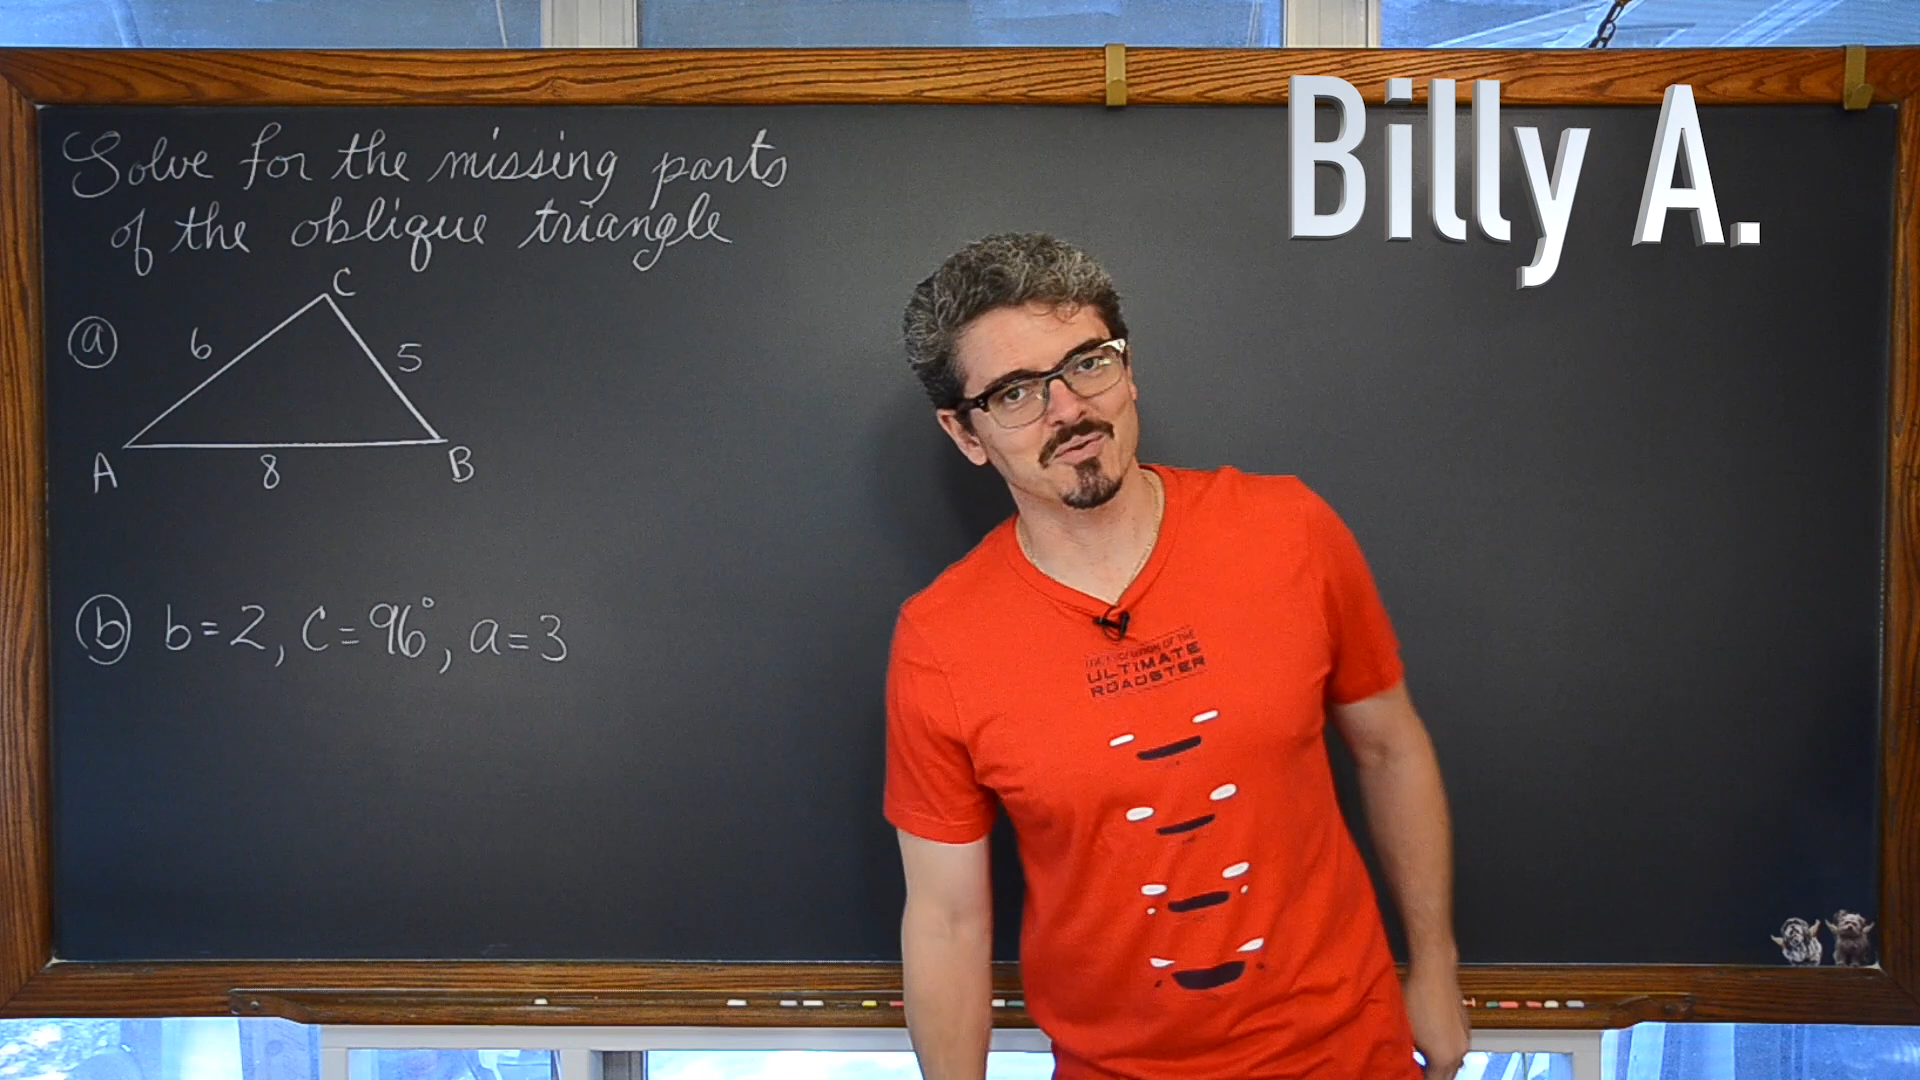 Solve for the missing parts
of the oblique triangle
Billy A.
a
C
6
5
A
8
B
b b=2, C=96°, a=3
ULTIMATE
ROADSTER